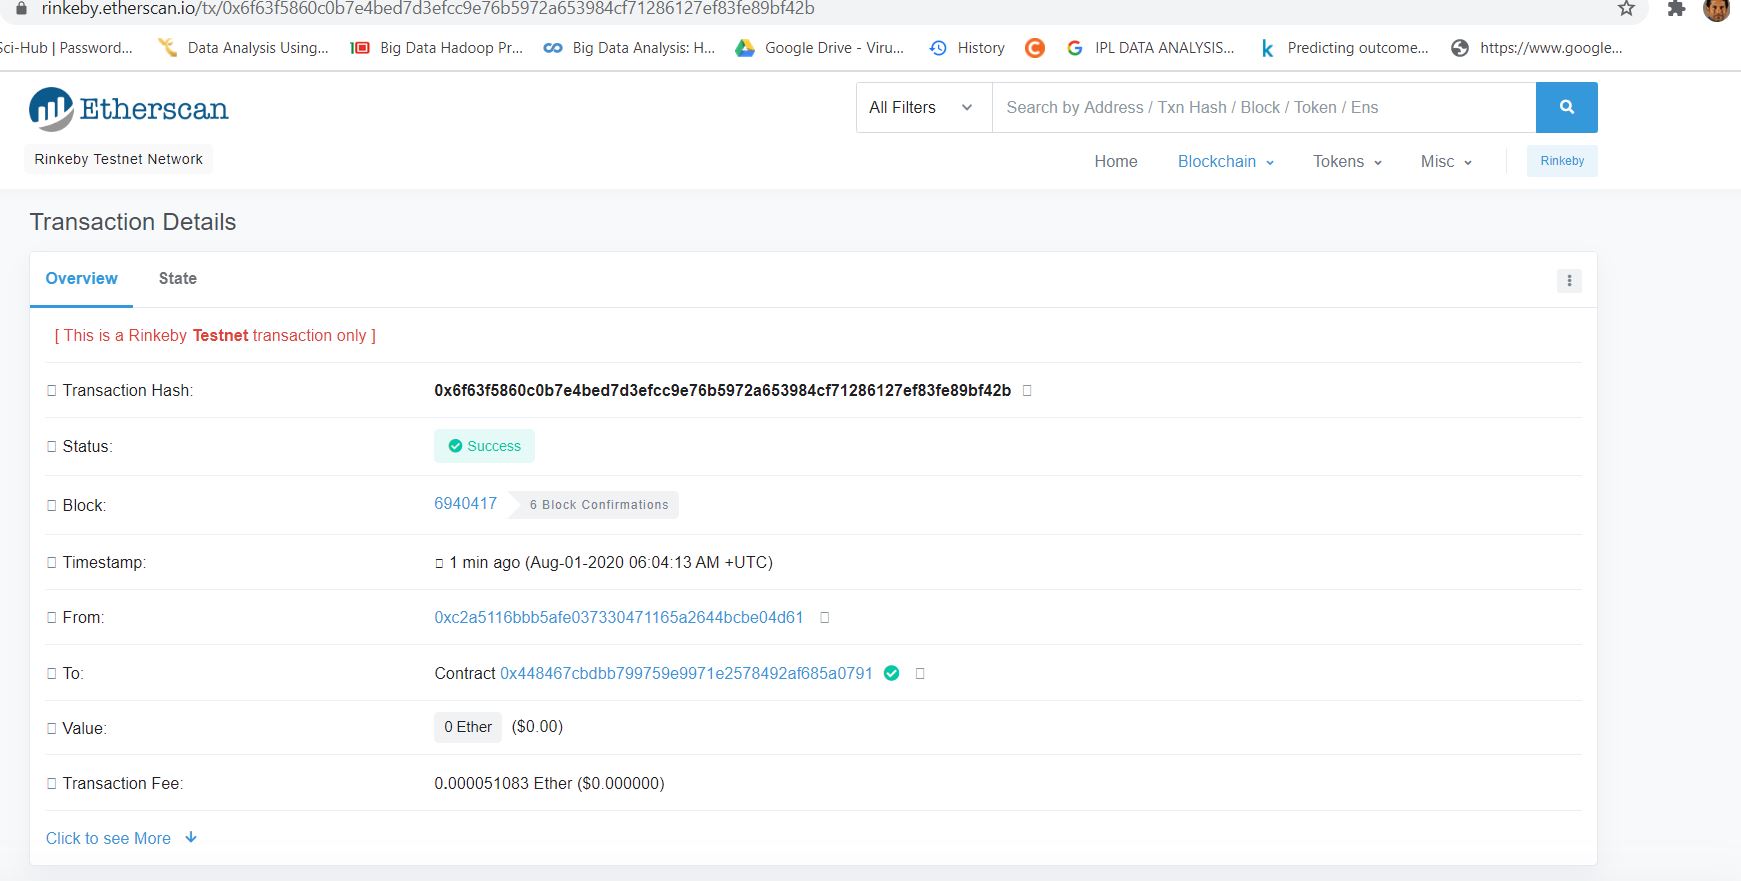 rinkeby.etherscan.io/tx/0x6f63f5860c0b7e4bed7d3efcc9e76b5972a653984cf71286127ef83fe89bf42b
Sci-Hub | Password... Data Analysis Using... Big Data Hadoop Pr... Big Data Analysis: H... Google Drive - Viru... History IPL DATA ANALYSIS... Predicting outcome... https://www.google...
Etherscan
All Filters Search by Address / Txn Hash / Block / Token / Ens
Rinkeby Testnet Network
Home Blockchain Tokens Misc Rinkeby
Transaction Details
Overview State
[ This is a Rinkeby Testnet transaction only ]
Transaction Hash: 0x6f63f5860c0b7e4bed7d3efcc9e76b5972a653984cf71286127ef83fe89bf42b
Status: Success
Block: 6940417 6 Block Confirmations
Timestamp: 1 min ago (Aug-01-2020 06:04:13 AM +UTC)
From: 0xc2a5116bbb5afe037330471165a2644bcbe04d61
To: Contract 0x448467cbdbb799759e9971e2578492af685a0791
Value: 0 Ether ($0.00)
Transaction Fee: 0.000051083 Ether ($0.000000)
Click to see More